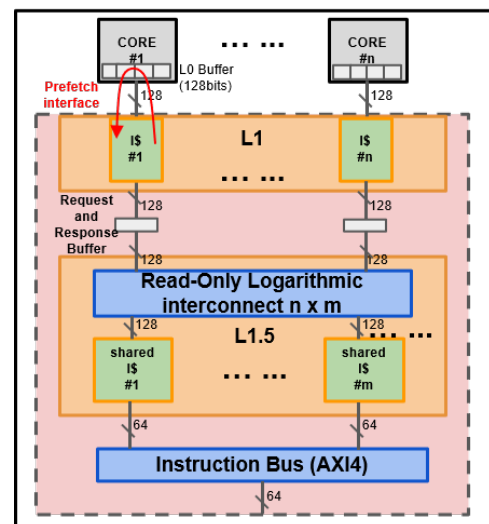 CORE
#1
... ...
CORE
#n
L0 Buffer
(128bits)
Prefetch
interface
128
128
I$
#1
L1
I$
#n
... ...
Request
and
Response
Buffer
128
128
128
128
Read-Only Logarithmic
interconnect n x m
128
128
L1.5
... ...
shared
I$
#1
... ...
shared
I$
#m
64
64
Instruction Bus (AXI4)
64